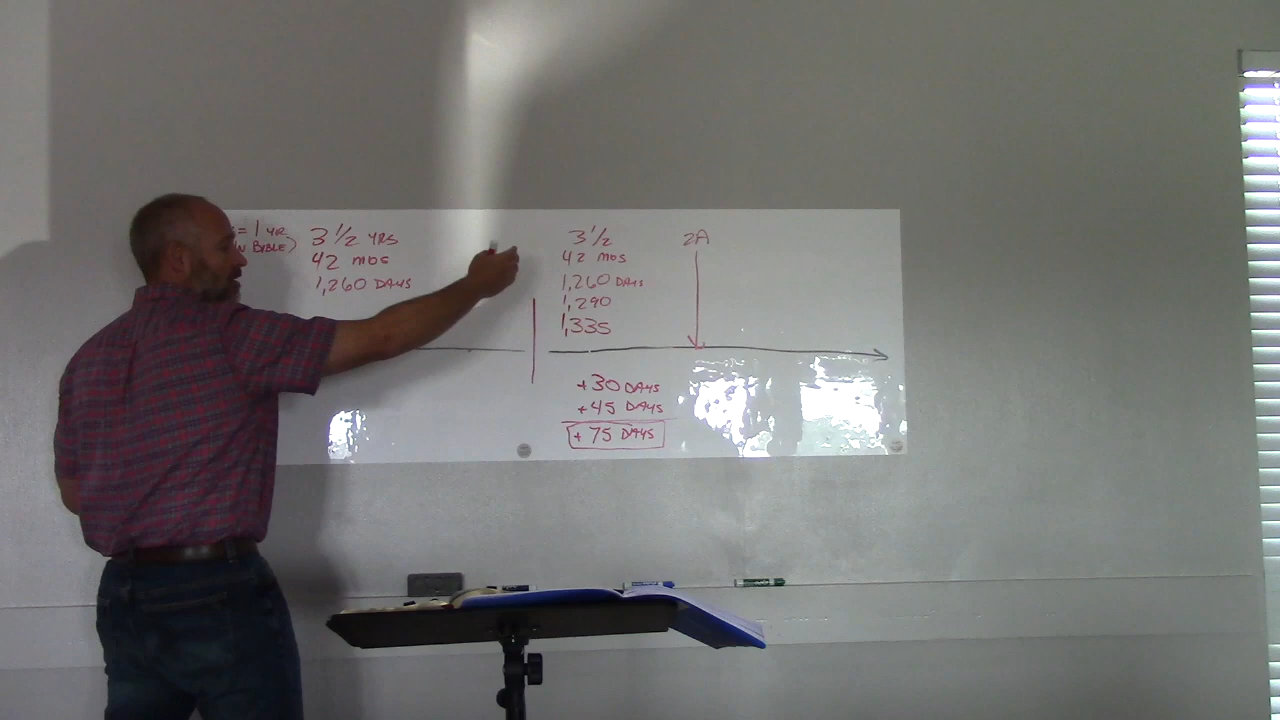 = 1 YR
IN BIBLE)
3 1/2 YRS
42 MOS
1,260 DAYS
3 1/2
42 MOS
1,260 DAYS
1,290
1,335
2A
+30 DAYS
+45 DAYS
+75 DAYS